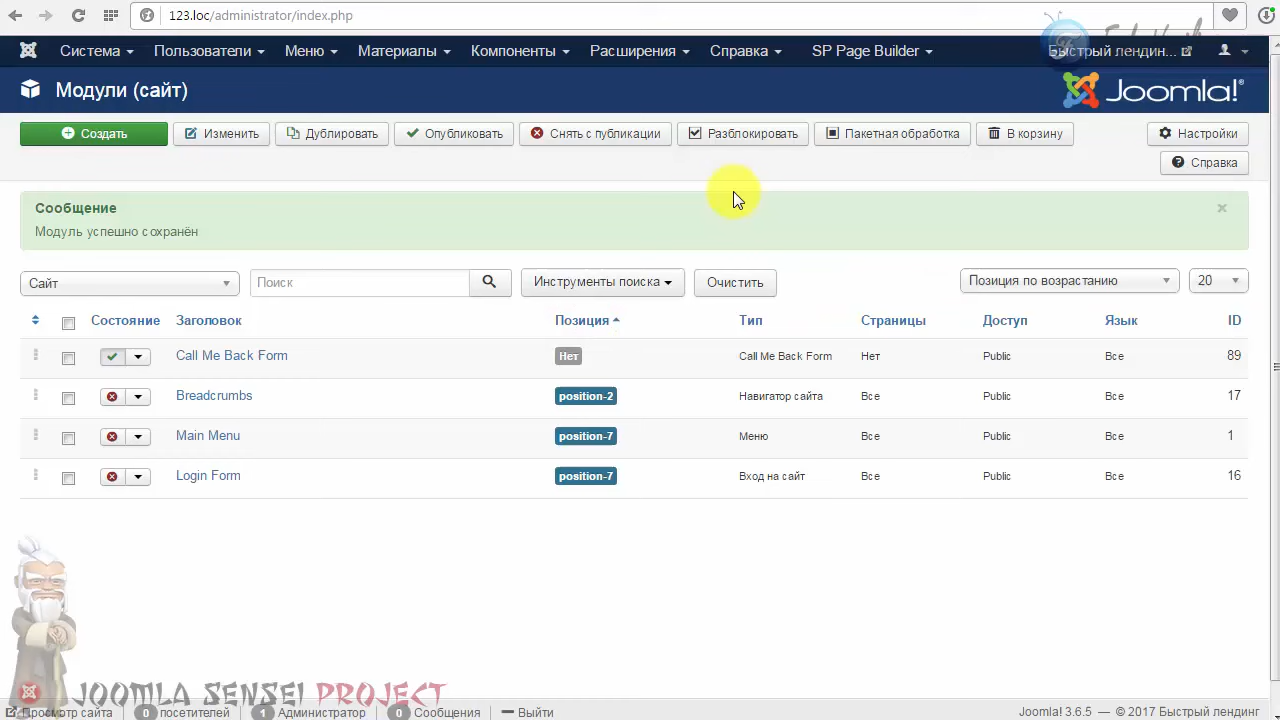 123.loc/administrator/index.php
Система Пользователи Меню Материалы Компоненты Расширения Справка SP Page Builder Быстрый лендин...
Модули (сайт)
Joomla!®
Создать Изменить Дублировать Опубликовать Снять с публикации Разблокировать Пакетная обработка В корзину Настройки
Справка
Сообщение
Модуль успешно сохранён
Сайт Поиск Инструменты поиска Очистить Позиция по возрастанию 20
Состояние Заголовок Позиция Тип Страницы Доступ Язык ID
Call Me Back Form Нет Call Me Back Form Нет Public Все 89
Breadcrumbs position-2 Навигатор сайта Все Public Все 17
Main Menu position-7 Меню Все Public Все 1
Login Form position-7 Вход на сайт Все Public Все 16
JOOMLA SENSEI PROJECT
Просмотр сайта 0 посетителей 1 Администратор 0 Сообщения Выйти Joomla! 3.6.5 — © 2017 Быстрый лендинг